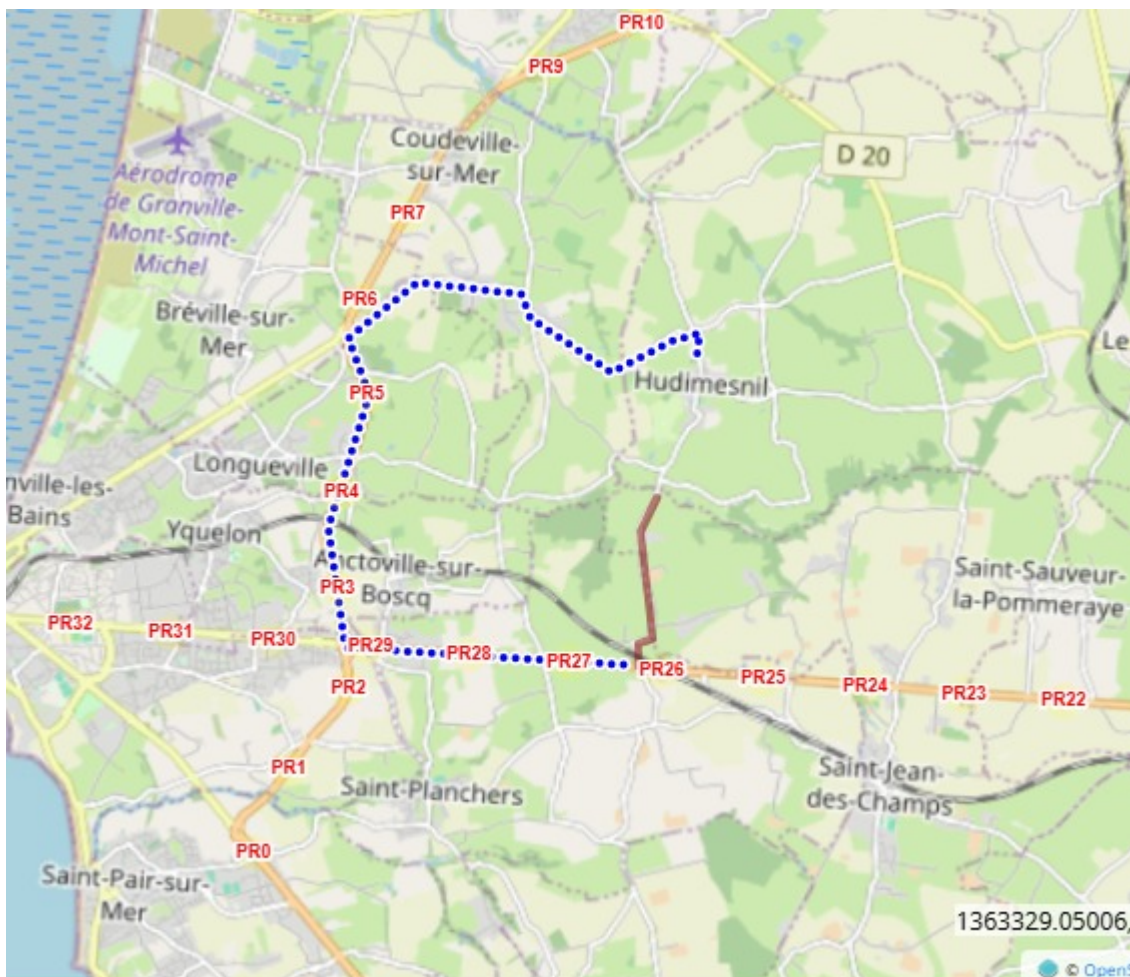 PR10
PR9
Coudeville-
sur-Mer
D 20
Aérodrome
de Granville-
Mont-Saint-
Michel
PR7
PR6
Bréville-sur-
Mer
Le
PR5
Hudimesnil
Longueville
PR4
nville-les-
Bains
Yquelon
Anctoville-sur-
Boscq
PR3
Saint-Sauveur-
la-Pommeraye
PR32
PR31
PR30
PR29
PR28
PR27
PR26
PR25
PR24
PR23
PR22
PR2
PR1
Saint-Planchers
Saint-Jean-
des-Champs
PR0
Saint-Pair-sur-
Mer
1363329.05006,
© OpenS